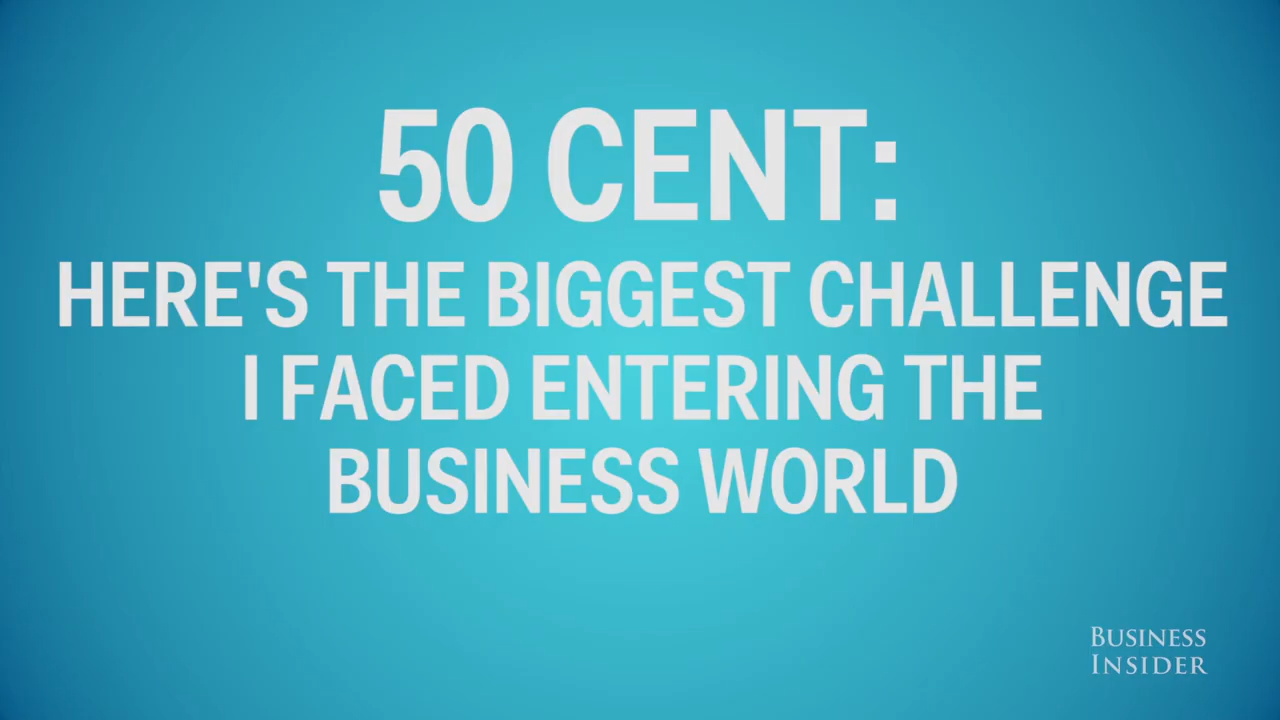 50 CENT:
HERE'S THE BIGGEST CHALLENGE
I FACED ENTERING THE
BUSINESS WORLD
BUSINESS
INSIDER